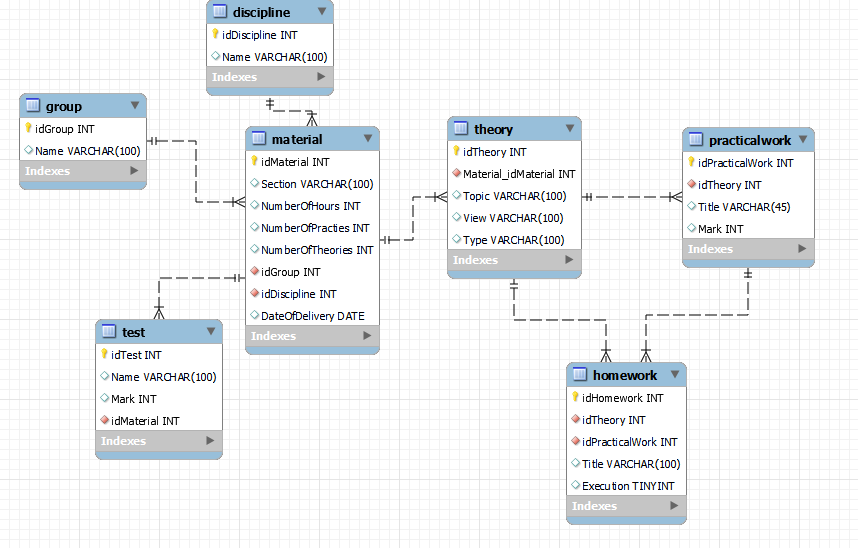 discipline
idDiscipline INT
Name VARCHAR(100)
Indexes
group
idGroup INT
Name VARCHAR(100)
Indexes
material
idMaterial INT
Section VARCHAR(100)
NumberOfHours INT
NumberOfPracties INT
NumberOfTheories INT
idGroup INT
idDiscipline INT
DateOfDelivery DATE
Indexes
theory
idTheory INT
Material_idMaterial INT
Topic VARCHAR(100)
View VARCHAR(100)
Type VARCHAR(100)
Indexes
practicalwork
idPracticalWork INT
idTheory INT
Title VARCHAR(45)
Mark INT
Indexes
test
idTest INT
Name VARCHAR(100)
Mark INT
idMaterial INT
Indexes
homework
idHomework INT
idTheory INT
idPracticalWork INT
Title VARCHAR(100)
Execution TINYINT
Indexes